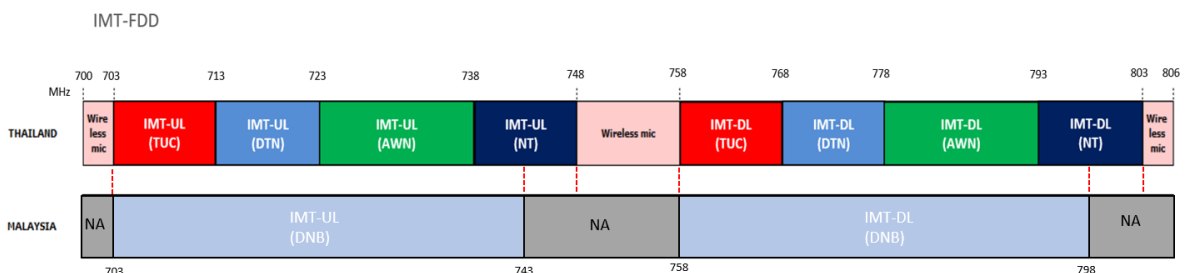 IMT-FDD
700 703 713 723 738 748 758 768 778 793 803 806
MHz
THAILAND
Wire
less
mic
IMT-UL
(TUC)
IMT-UL
(DTN)
IMT-UL
(AWN)
IMT-UL
(NT)
Wireless mic
IMT-DL
(TUC)
IMT-DL
(DTN)
IMT-DL
(AWN)
IMT-DL
(NT)
Wire
less
mic
MALAYSIA
NA
IMT-UL
(DNB)
NA
IMT-DL
(DNB)
NA
703 743 758 798